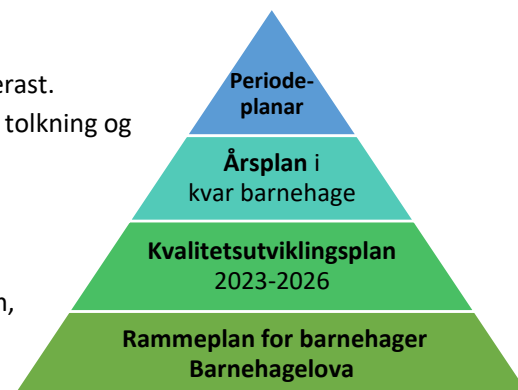 erast.
tolkning og
n,
Periode-
planar
Årsplan i
kvar barnehage
Kvalitetsutviklingsplan
2023-2026
Rammeplan for barnehager
Barnehagelova